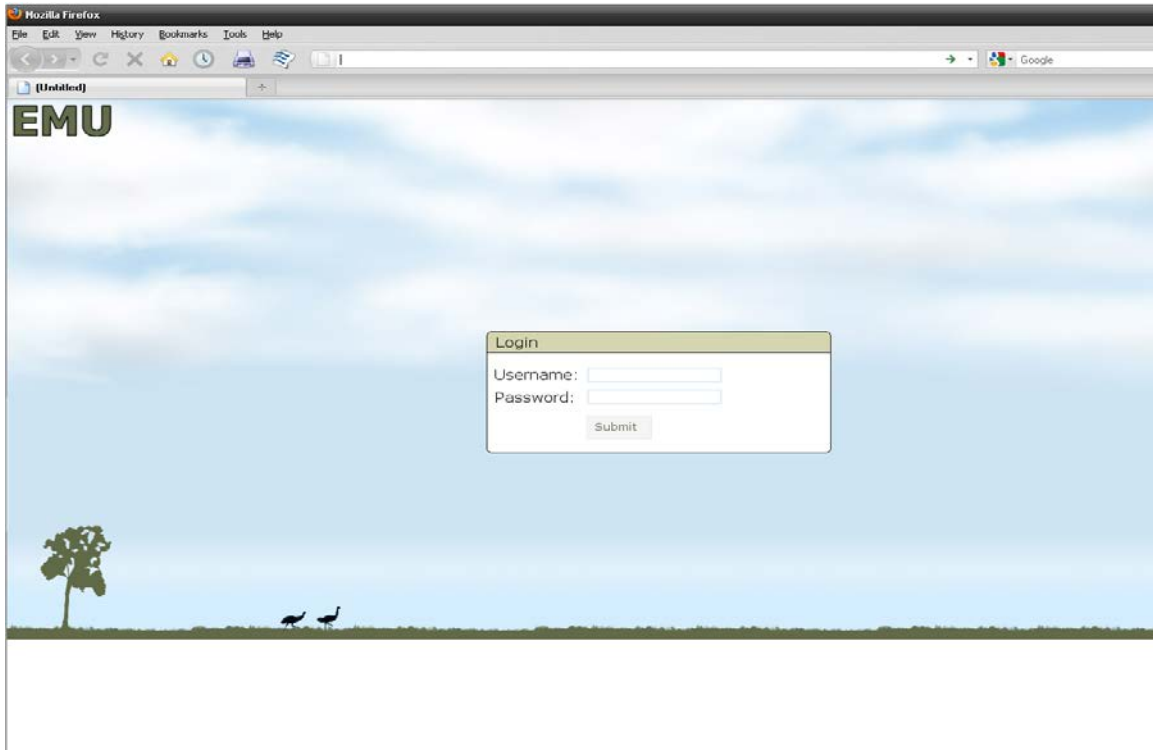 Mozilla Firefox
File Edit View History Bookmarks Tools Help
Google
(Untitled)
EMU
Login
Username:
Password:
Submit